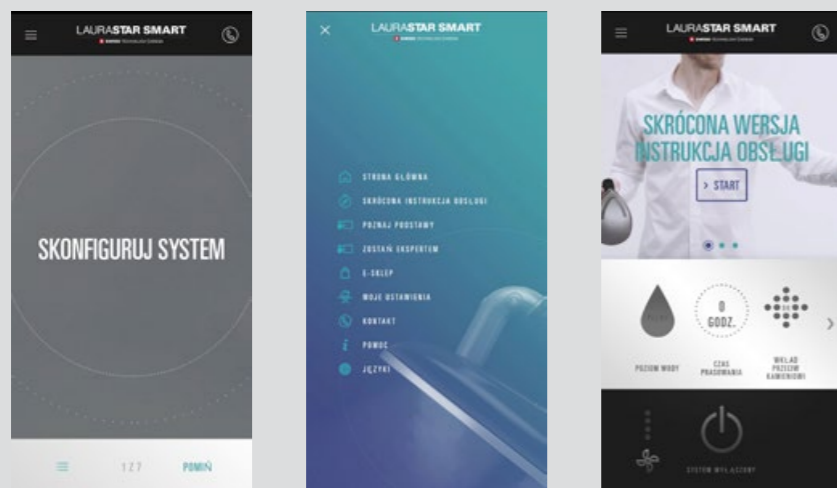 LAURASTAR SMART
SKONFIGURUJ SYSTEM
1 Z 7
POMIŃ
LAURASTAR SMART
STRONA GŁÓWNA
SKRÓCONA INSTRUKCJA OBSŁUGI
POZNAJ PODSTAWY
ZOSTAŃ EKSPERTEM
E-SKLEP
MOJE USTAWIENIA
KONTAKT
POMOC
JĘZYKI
LAURASTAR SMART
SKRÓCONA WERSJA
INSTRUKCJA OBSŁUGI
> START
0
GODZ.
POZIOM WODY
CZAS
PRASOWANIA
WKŁAD
PRZECIW
KAMIENIOWI
SYSTEM WYŁĄCZONY